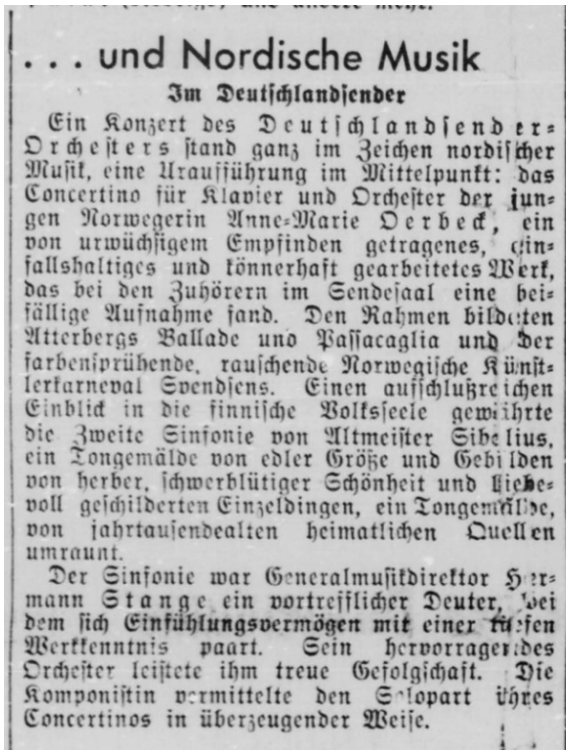 und andere mehr.
. . . und Nordische Musik
Im Deutschlandsender
Ein Konzert des Deutschlandsender-
Orchesters stand ganz im Zeichen nordischer
Musik, eine Uraufführung im Mittelpunkt: das
Concertino für Klavier und Orchester der jun-
gen Norwegerin Anne-Marie Oerbeck, ein
von urwüchsigem Empfinden getragenes, ein-
fallshaltiges und könnerhaft gearbeitetes Werk,
das bei den Zuhörern im Sendesaal eine bei-
fällige Aufnahme fand. Den Rahmen bildeten
Atterbergs Ballade und Passacaglia und der
farbensprühende, rauschende Norwegische Künst-
lerkarneval Svendsens. Einen aufschlußreichen
Einblick in die finnische Volksseele gewährte
die Zweite Sinfonie von Altmeister Sibelius,
ein Tongemälde von edler Größe und Gebilden
von herber, schwerblütiger Schönheit und liebe-
voll geschilderten Einzeldingen, ein Tongemälde,
von jahrtausendealten heimatlichen Quellen
umraunt.
Der Sinfonie war Generalmusikdirektor Her-
mann Stange ein vortrefflicher Deuter, bei
dem sich Einfühlungsvermögen mit einer tiefen
Werkkenntnis paart. Sein hervorragendes
Orchester leistete ihm treue Gefolgschaft. Die
Komponistin vermittelte den Solopart ihres
Concertinos in überzeugender Weise.